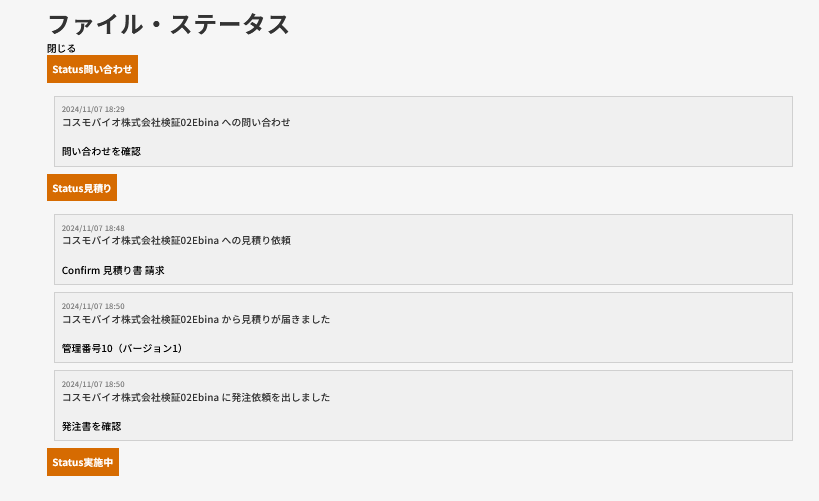 ファイル・ステータス
閉じる
Status問い合わせ
2024/11/07 18:29
コスモバイオ株式会社検証02Ebina への問い合わせ
問い合わせを確認
Status見積り
2024/11/07 18:48
コスモバイオ株式会社検証02Ebina への見積り依頼
Confirm 見積り書 請求
2024/11/07 18:50
コスモバイオ株式会社検証02Ebina から見積りが届きました
管理番号10（バージョン1）
2024/11/07 18:50
コスモバイオ株式会社検証02Ebina に発注依頼を出しました
発注書を確認
Status実施中